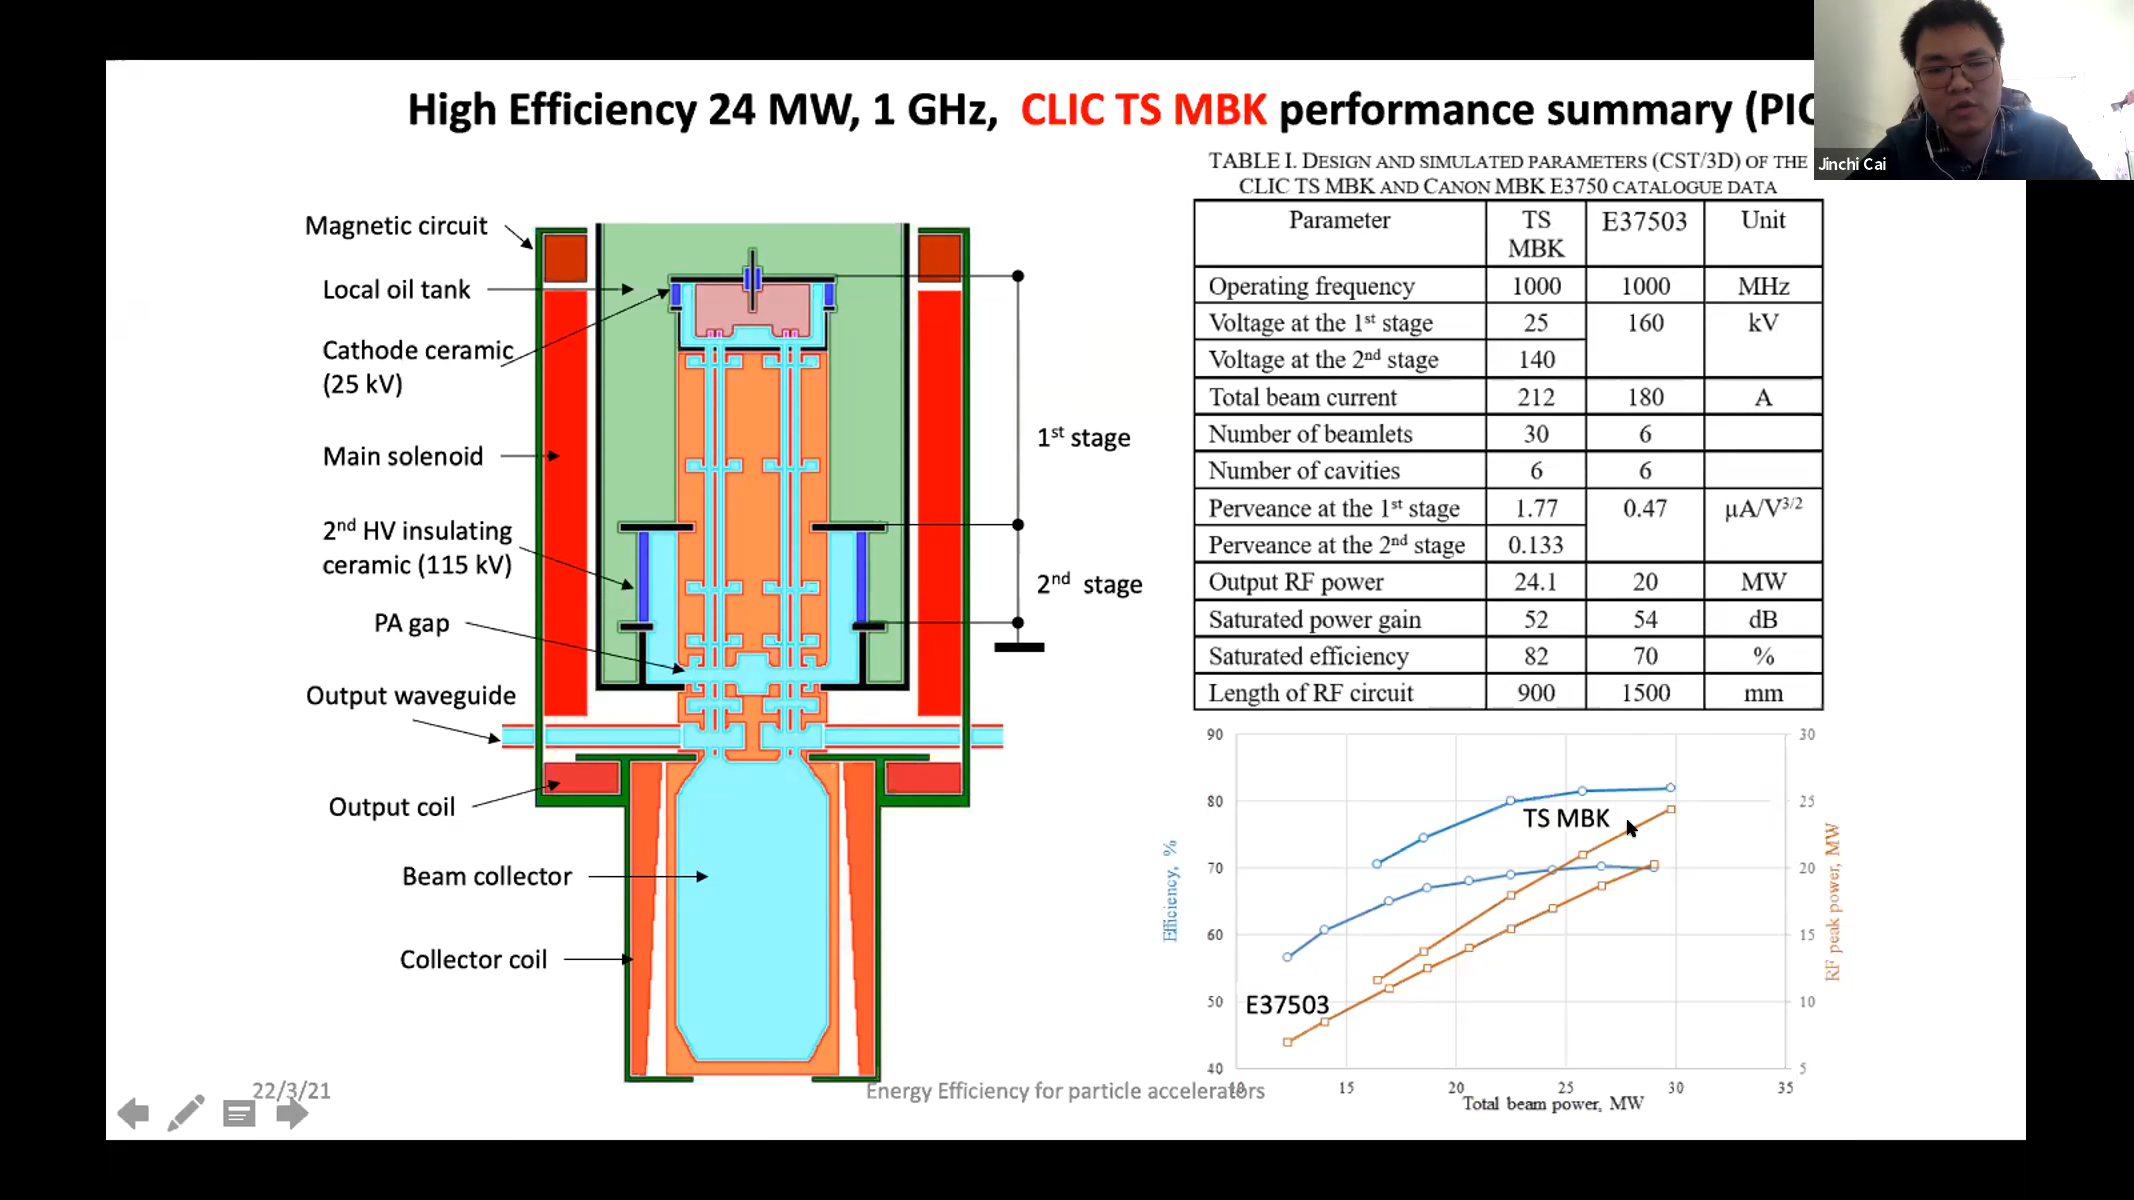 High Efficiency 24 MW, 1 GHz, CLIC TS MBK performance summary (PIC
Jinchi Cai
Magnetic circuit
Local oil tank
Cathode ceramic
(25 kV)
Main solenoid
2nd HV insulating
ceramic (115 kV)
PA gap
Output waveguide
Output coil
Beam collector
Collector coil
1st stage
2nd stage
TABLE I. DESIGN AND SIMULATED PARAMETERS (CST/3D) OF THE
CLIC TS MBK AND CANON MBK E3750 CATALOGUE DATA
Parameter TS MBK E37503 Unit
Operating frequency 1000 1000 MHz
Voltage at the 1st stage 25 160 kV
Voltage at the 2nd stage 140
Total beam current 212 180 A
Number of beamlets 30 6
Number of cavities 6 6
Perveance at the 1st stage 1.77 0.47 µA/V3/2
Perveance at the 2nd stage 0.133
Output RF power 24.1 20 MW
Saturated power gain 52 54 dB
Saturated efficiency 82 70 %
Length of RF circuit 900 1500 mm
90
80
70
60
50
40
Efficiency, %
TS MBK
E37503
30
25
20
15
10
5
RF peak power, MW
10 15 20 25 30 35
Total beam power, MW
22/3/21
Energy Efficiency for particle accelerators